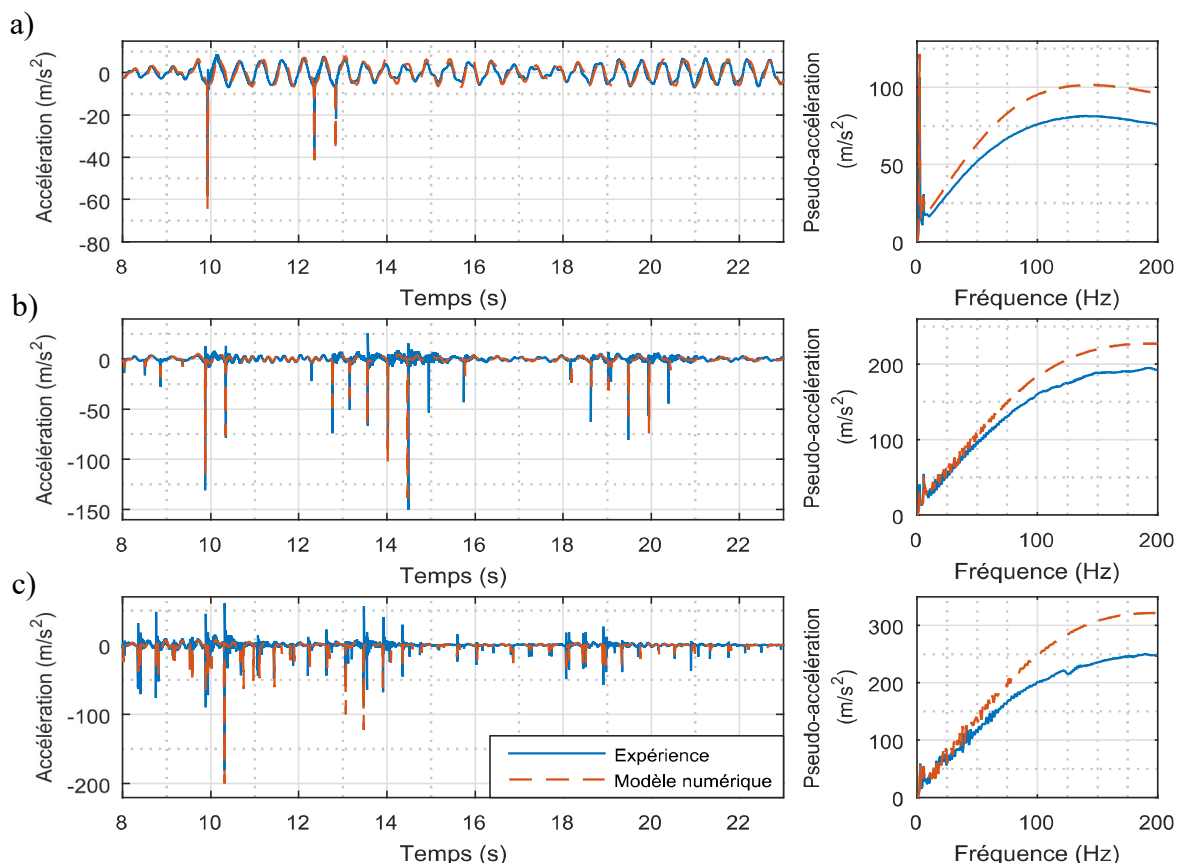 a)
Accélération (m/s²)
0
-20
-40
-60
-80
8 10 12 14 16 18 20 22
Temps (s)
Pseudo-accélération
(m/s²)
100
50
0
0 100 200
Fréquence (Hz)
b)
Accélération (m/s²)
0
-50
-100
-150
8 10 12 14 16 18 20 22
Temps (s)
Pseudo-accélération
(m/s²)
200
100
0
0 100 200
Fréquence (Hz)
c)
Accélération (m/s²)
0
-100
-200
8 10 12 14 16 18 20 22
Temps (s)
Expérience
Modèle numérique
Pseudo-accélération
(m/s²)
300
200
100
0
0 100 200
Fréquence (Hz)